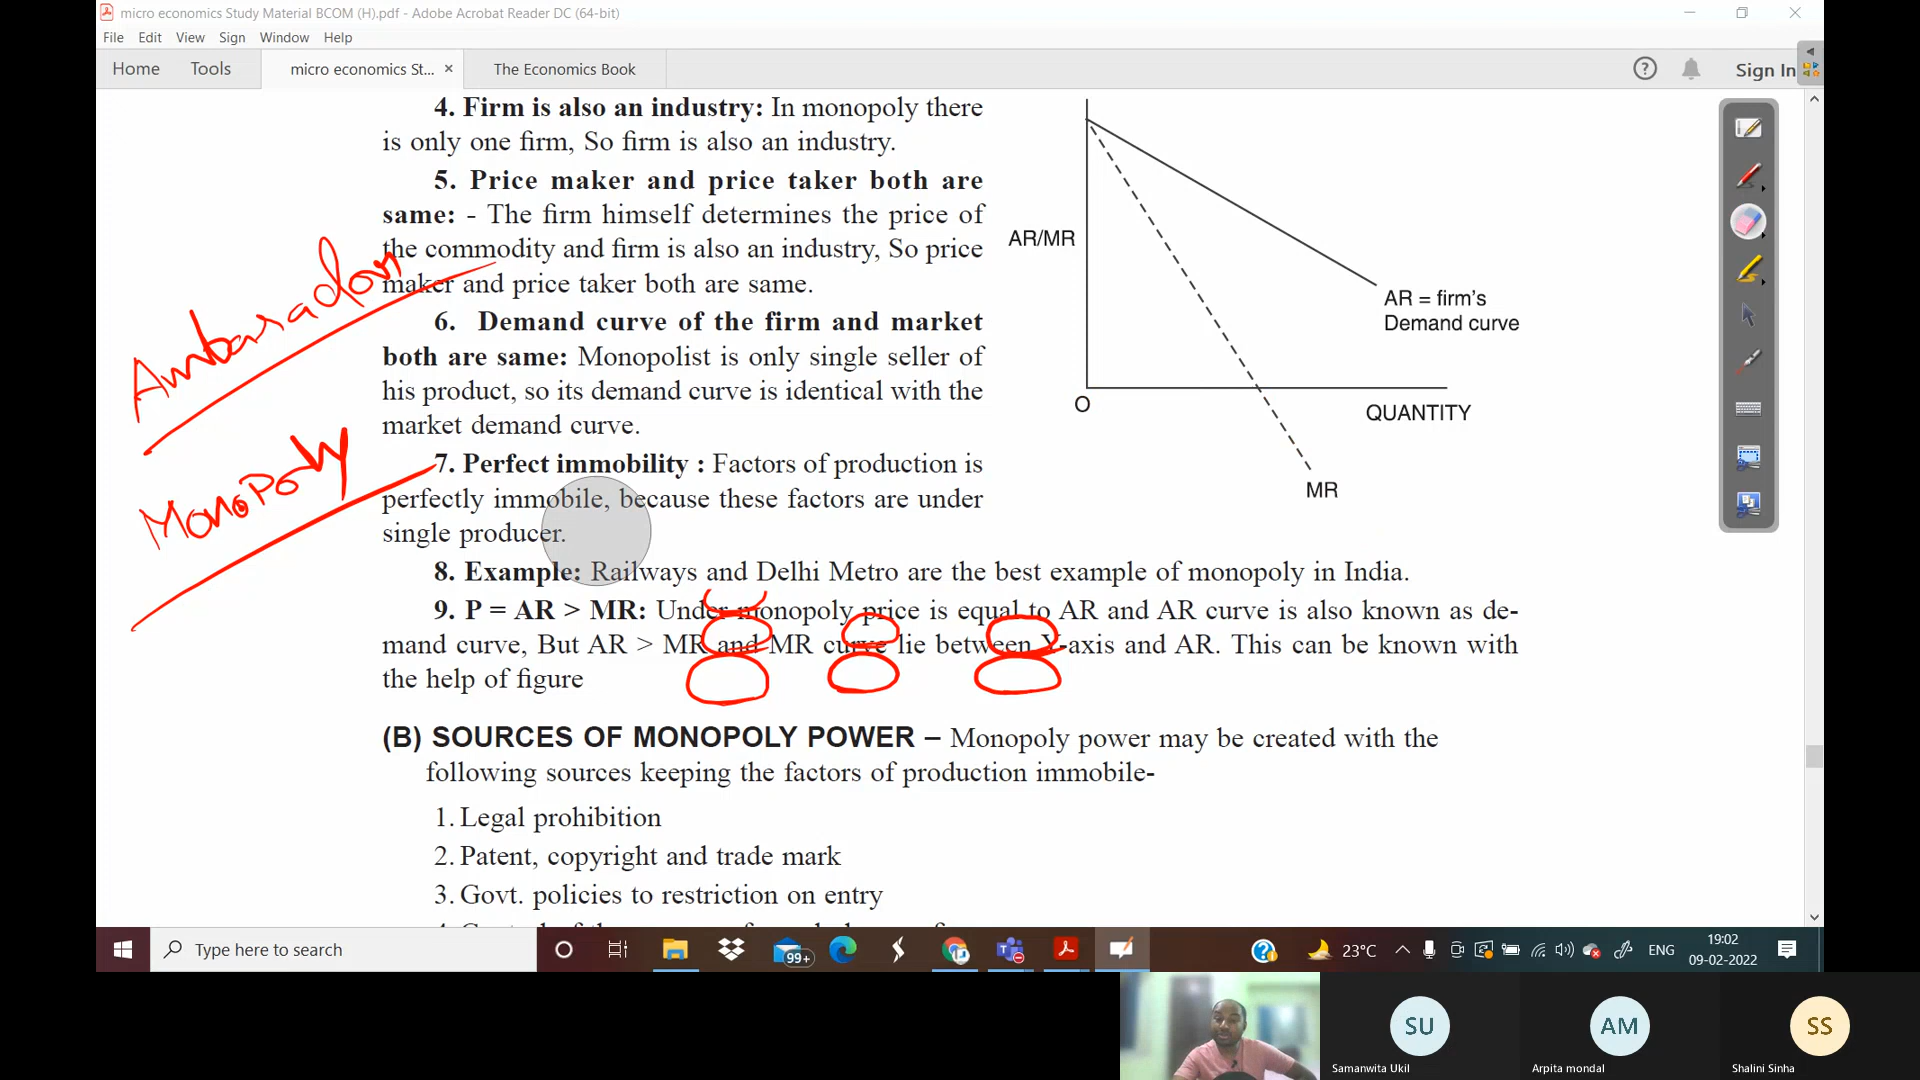 micro economics Study Material BCOM (H).pdf - Adobe Acrobat Reader DC (64-bit)
File Edit View Sign Window Help
Home Tools micro economics St... × The Economics Book Sign In
4. Firm is also an industry: In monopoly there
is only one firm, So firm is also an industry.
5. Price maker and price taker both are
same: - The firm himself determines the price of
the commodity and firm is also an industry, So price
maker and price taker both are same.
6. Demand curve of the firm and market
both are same: Monopolist is only single seller of
his product, so its demand curve is identical with the
market demand curve.
7. Perfect immobility : Factors of production is
perfectly immobile, because these factors are under
single producer.
Ambasador
Monopoly
AR/MR
AR = firm's
Demand curve
O
QUANTITY
MR
8. Example: Railways and Delhi Metro are the best example of monopoly in India.
9. P = AR > MR: Under monopoly price is equal to AR and AR curve is also known as de-
mand curve, But AR > MR and MR curve lie between Y-axis and AR. This can be known with
the help of figure
(B) SOURCES OF MONOPOLY POWER – Monopoly power may be created with the
following sources keeping the factors of production immobile-
1. Legal prohibition
2. Patent, copyright and trade mark
3. Govt. policies to restriction on entry
Type here to search
99+
23°C
ENG
19:02
09-02-2022
SU
AM
SS
Samanwita Ukil
Arpita mondal
Shalini Sinha